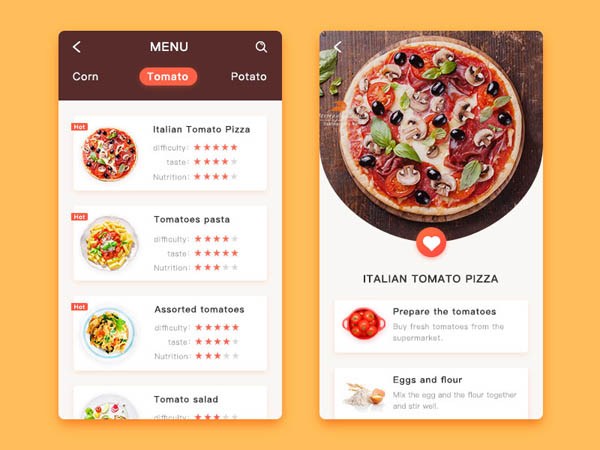 MENU
Corn
Tomato
Potato
Hot
Italian Tomato Pizza
difficulty:
taste:
Nutrition:
Hot
Tomatoes pasta
difficulty:
taste:
Nutrition:
Hot
Assorted tomatoes
difficulty:
taste:
Nutrition:
Tomato salad
difficulty:
ITALIAN TOMATO PIZZA
Prepare the tomatoes
Buy fresh tomatoes from the
supermarket.
Eggs and flour
Mix the egg and the flour together
and stir well.